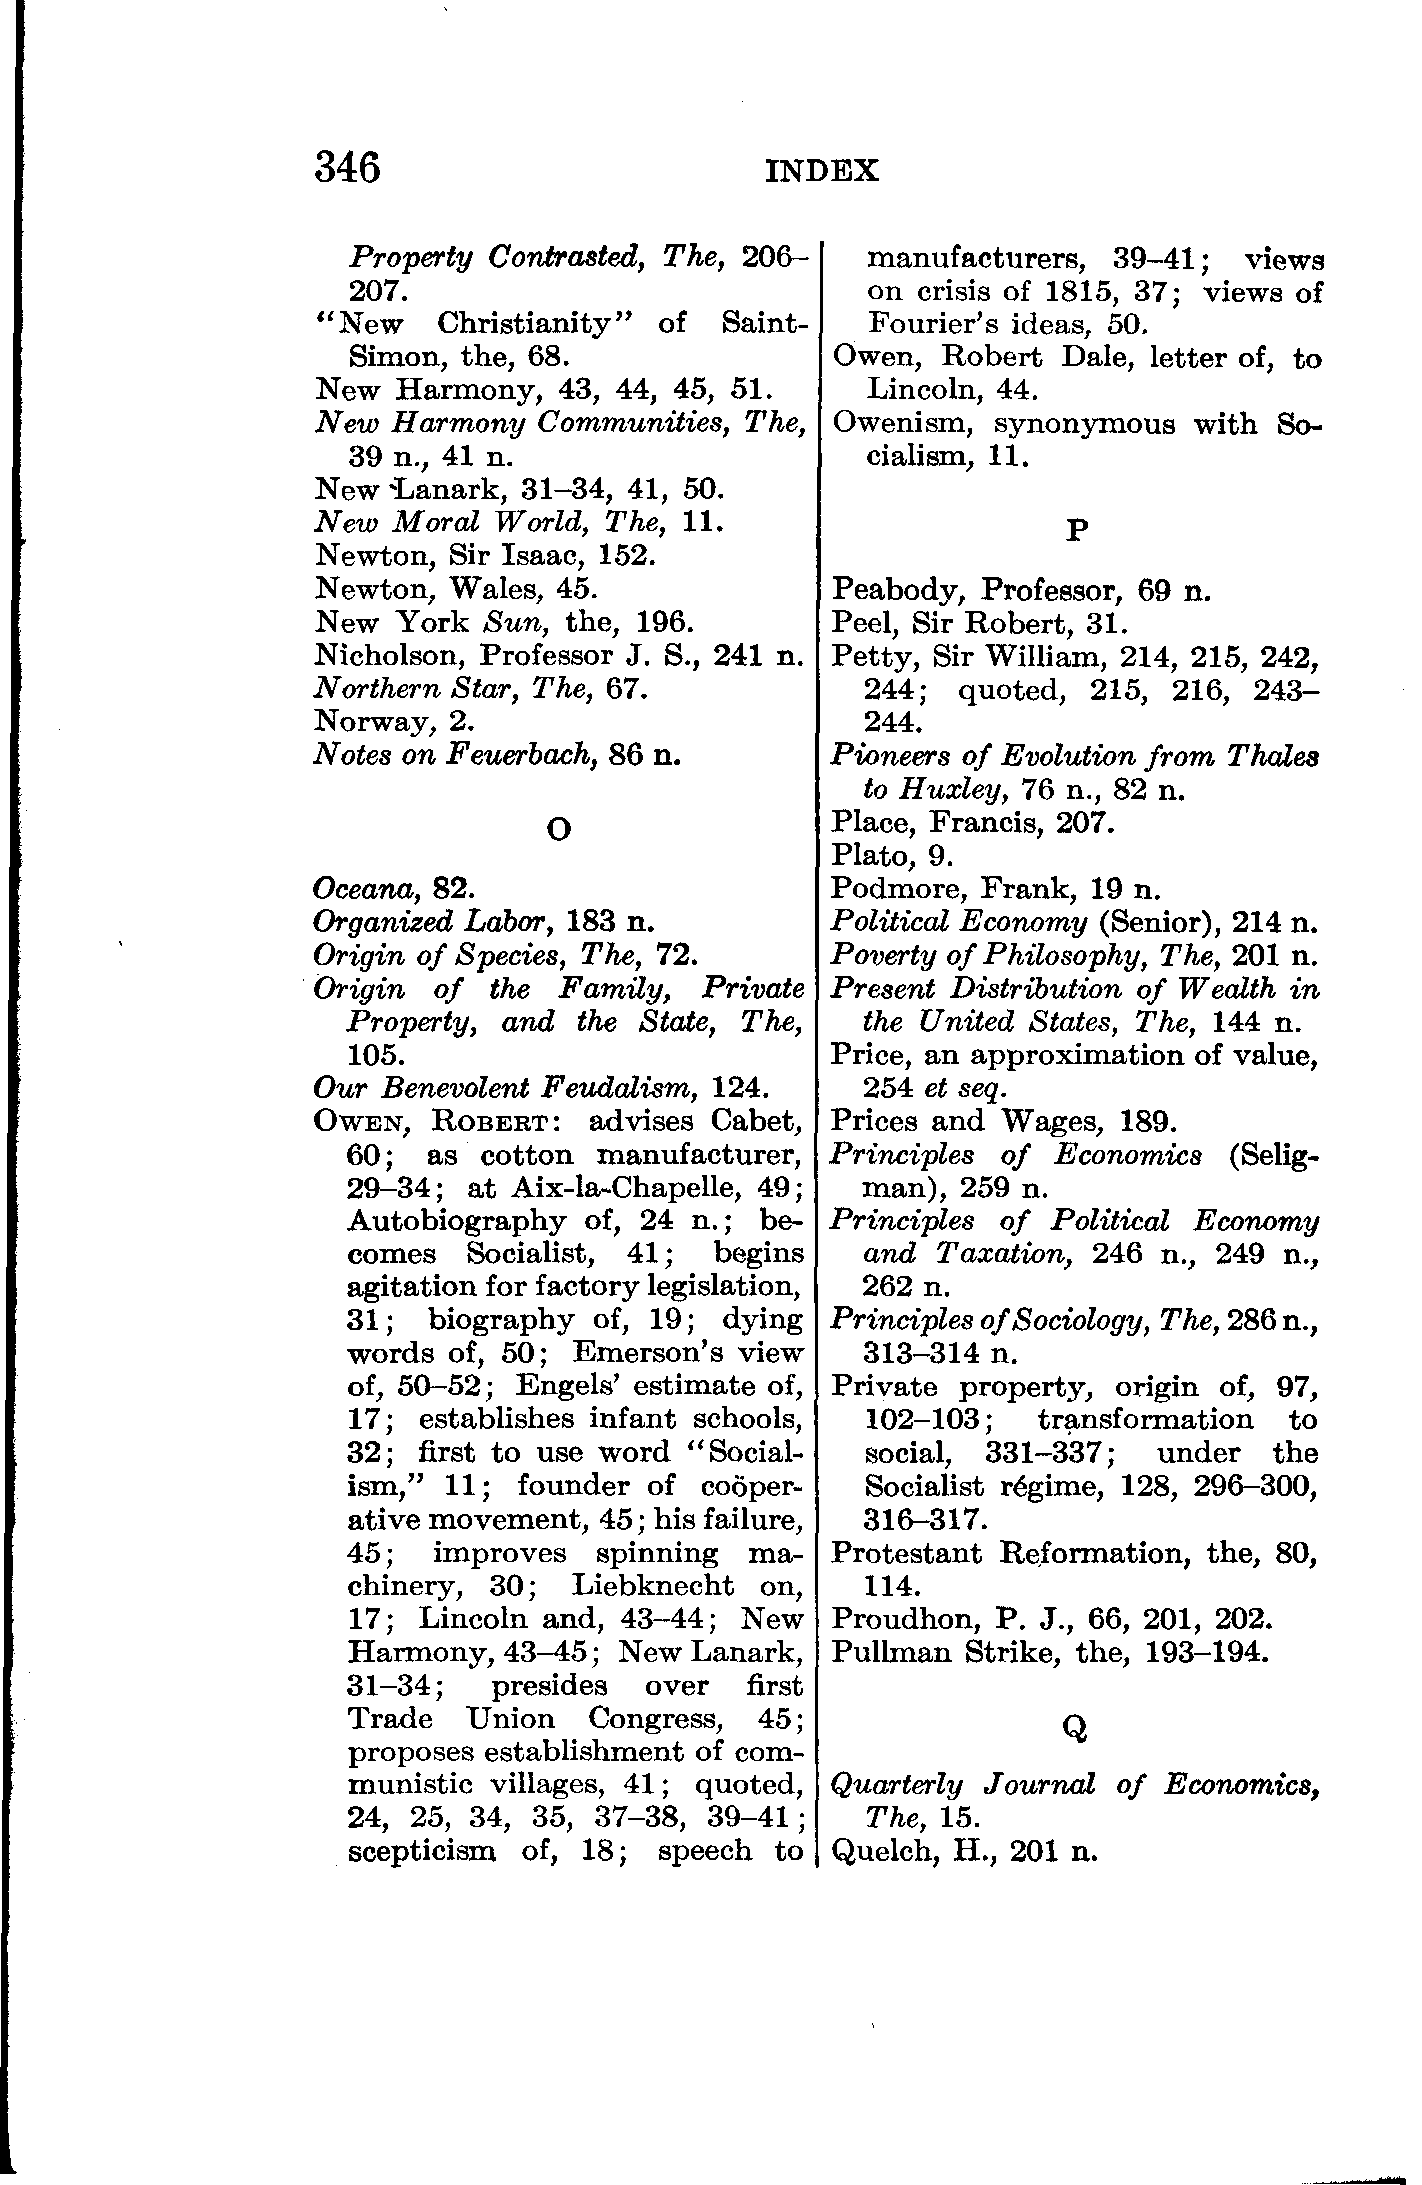 346
INDEX
Property Contrasted, The, 206–
207.
“New Christianity” of Saint-
Simon, the, 68.
New Harmony, 43, 44, 45, 51.
New Harmony Communities, The,
39 n., 41 n.
New Lanark, 31–34, 41, 50.
New Moral World, The, 11.
Newton, Sir Isaac, 152.
Newton, Wales, 45.
New York Sun, the, 196.
Nicholson, Professor J. S., 241 n.
Northern Star, The, 67.
Norway, 2.
Notes on Feuerbach, 86 n.
O
Oceana, 82.
Organized Labor, 183 n.
Origin of Species, The, 72.
Origin of the Family, Private
Property, and the State, The,
105.
Our Benevolent Feudalism, 124.
OWEN, ROBERT: advises Cabet,
60; as cotton manufacturer,
29–34; at Aix-la-Chapelle, 49;
Autobiography of, 24 n.; be-
comes Socialist, 41; begins
agitation for factory legislation,
31; biography of, 19; dying
words of, 50; Emerson’s view
of, 50–52; Engels’ estimate of,
17; establishes infant schools,
32; first to use word “Social-
ism,” 11; founder of coöper-
ative movement, 45; his failure,
45; improves spinning ma-
chinery, 30; Liebknecht on,
17; Lincoln and, 43–44; New
Harmony, 43–45; New Lanark,
31–34; presides over first
Trade Union Congress, 45;
proposes establishment of com-
munistic villages, 41; quoted,
24, 25, 34, 35, 37–38, 39–41;
scepticism of, 18; speech to
manufacturers, 39–41; views
on crisis of 1815, 37; views of
Fourier’s ideas, 50.
Owen, Robert Dale, letter of, to
Lincoln, 44.
Owenism, synonymous with So-
cialism, 11.
P
Peabody, Professor, 69 n.
Peel, Sir Robert, 31.
Petty, Sir William, 214, 215, 242,
244; quoted, 215, 216, 243–
244.
Pioneers of Evolution from Thales
to Huxley, 76 n., 82 n.
Place, Francis, 207.
Plato, 9.
Podmore, Frank, 19 n.
Political Economy (Senior), 214 n.
Poverty of Philosophy, The, 201 n.
Present Distribution of Wealth in
the United States, The, 144 n.
Price, an approximation of value,
254 et seq.
Prices and Wages, 189.
Principles of Economics (Selig-
man), 259 n.
Principles of Political Economy
and Taxation, 246 n., 249 n.,
262 n.
Principles of Sociology, The, 286 n.,
313–314 n.
Private property, origin of, 97,
102–103; transformation to
social, 331–337; under the
Socialist régime, 128, 296–300,
316–317.
Protestant Reformation, the, 80,
114.
Proudhon, P. J., 66, 201, 202.
Pullman Strike, the, 193–194.
Q
Quarterly Journal of Economics,
The, 15.
Quelch, H., 201 n.